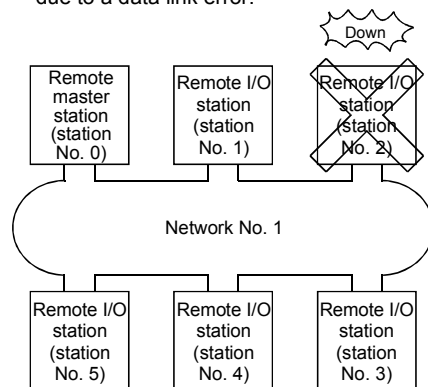 due to a data link error.
Down
Remote
master
station
(station
No. 0)
Remote I/O
station
(station
No. 1)
Remote I/O
station
(station
No. 2)
Network No. 1
Remote I/O
station
(station
No. 5)
Remote I/O
station
(station
No. 4)
Remote I/O
station
(station
No. 3)